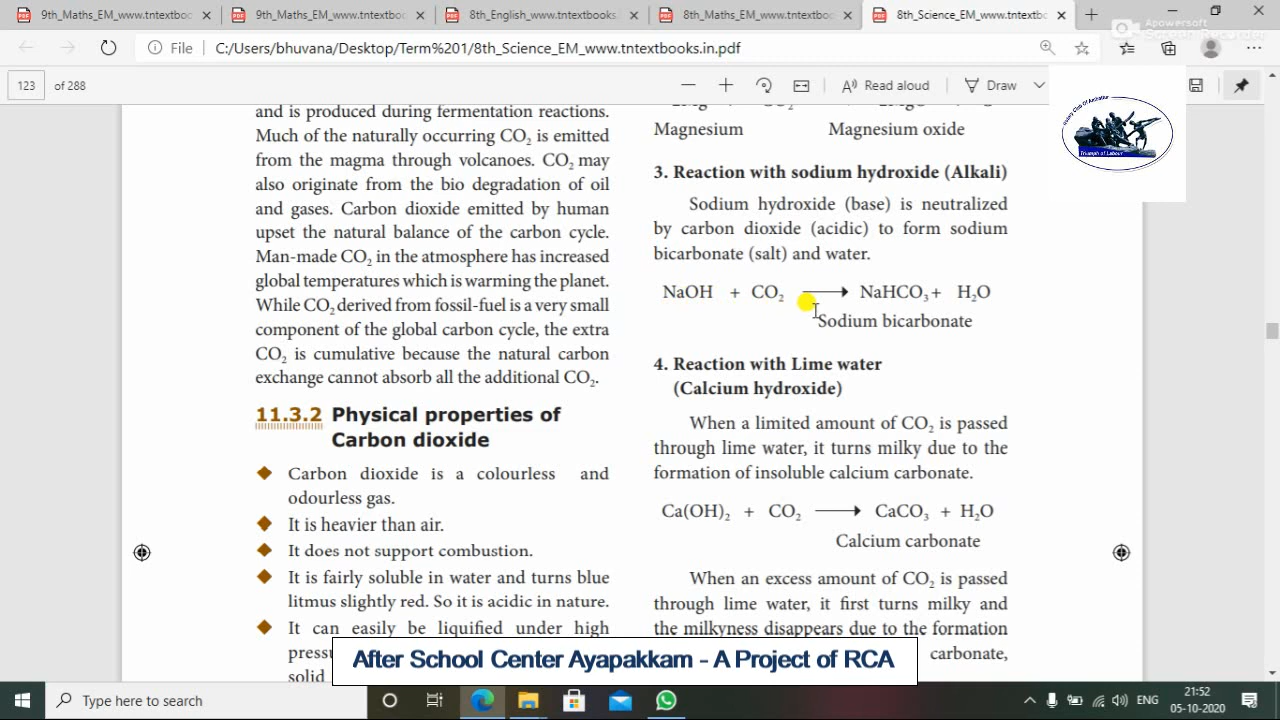 9th_Maths_EM_www.tntextbooks
9th_Maths_EM_www.tntextbooks
8th_English_www.tntextbooks.
8th_Maths_EM_www.tntextbooks
8th_Science_EM_www.tntextbo
Apowersoft
Screen Recorder
File C:/Users/bhuvana/Desktop/Term%201/8th_Science_EM_www.tntextbooks.in.pdf
123 of 288
Read aloud
Draw
Rotary Club Of Ambattur
Triumph of Labour
and is produced during fermentation reactions.
Much of the naturally occurring CO₂ is emitted
from the magma through volcanoes. CO₂ may
also originate from the bio degradation of oil
and gases. Carbon dioxide emitted by human
upset the natural balance of the carbon cycle.
Man-made CO₂ in the atmosphere has increased
global temperatures which is warming the planet.
While CO₂ derived from fossil-fuel is a very small
component of the global carbon cycle, the extra
CO₂ is cumulative because the natural carbon
exchange cannot absorb all the additional CO₂.
11.3.2 Physical properties of
Carbon dioxide
Carbon dioxide is a colourless and
odourless gas.
It is heavier than air.
It does not support combustion.
It is fairly soluble in water and turns blue
litmus slightly red. So it is acidic in nature.
It can easily be liquified under high
solid
Magnesium Magnesium oxide
3. Reaction with sodium hydroxide (Alkali)
Sodium hydroxide (base) is neutralized
by carbon dioxide (acidic) to form sodium
bicarbonate (salt) and water.
NaOH + CO₂ ⟶ NaHCO₃ + H₂O
Sodium bicarbonate
4. Reaction with Lime water
(Calcium hydroxide)
When a limited amount of CO₂ is passed
through lime water, it turns milky due to the
formation of insoluble calcium carbonate.
Ca(OH)₂ + CO₂ ⟶ CaCO₃ + H₂O
Calcium carbonate
When an excess amount of CO₂ is passed
through lime water, it first turns milky and
the milkyness disappears due to the formation
carbonate,
After School Center Ayapakkam - A Project of RCA
Type here to search
ENG
21:52
05-10-2020